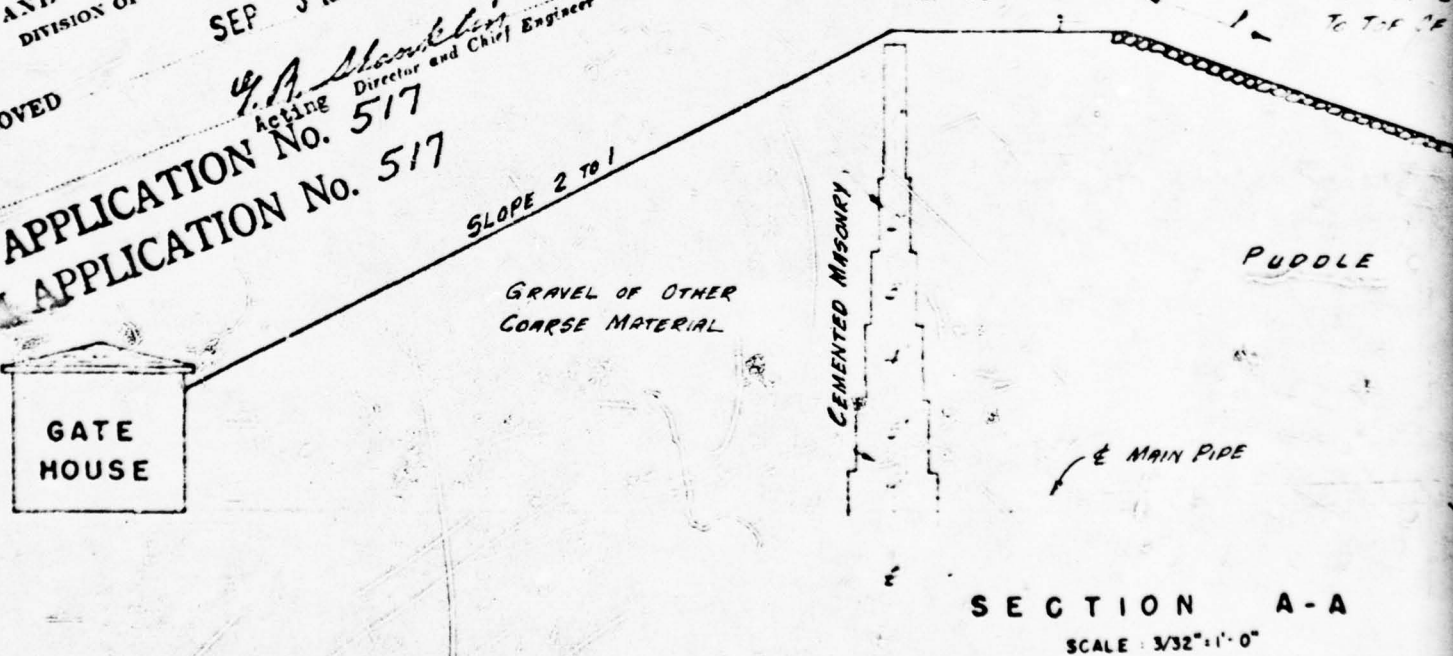 DIVISION OF
SEP
Acting Director and Chief Engineer
APPLICATION No. 517
APPLICATION No. 517
SLOPE 2 TO 1
GRAVEL OF OTHER
COARSE MATERIAL
CEMENTED MASONRY
PUDDLE
TO TOP OF
GATE
HOUSE
℄ MAIN PIPE
℄
SECTION A-A
SCALE : 3/32"=1'-0"